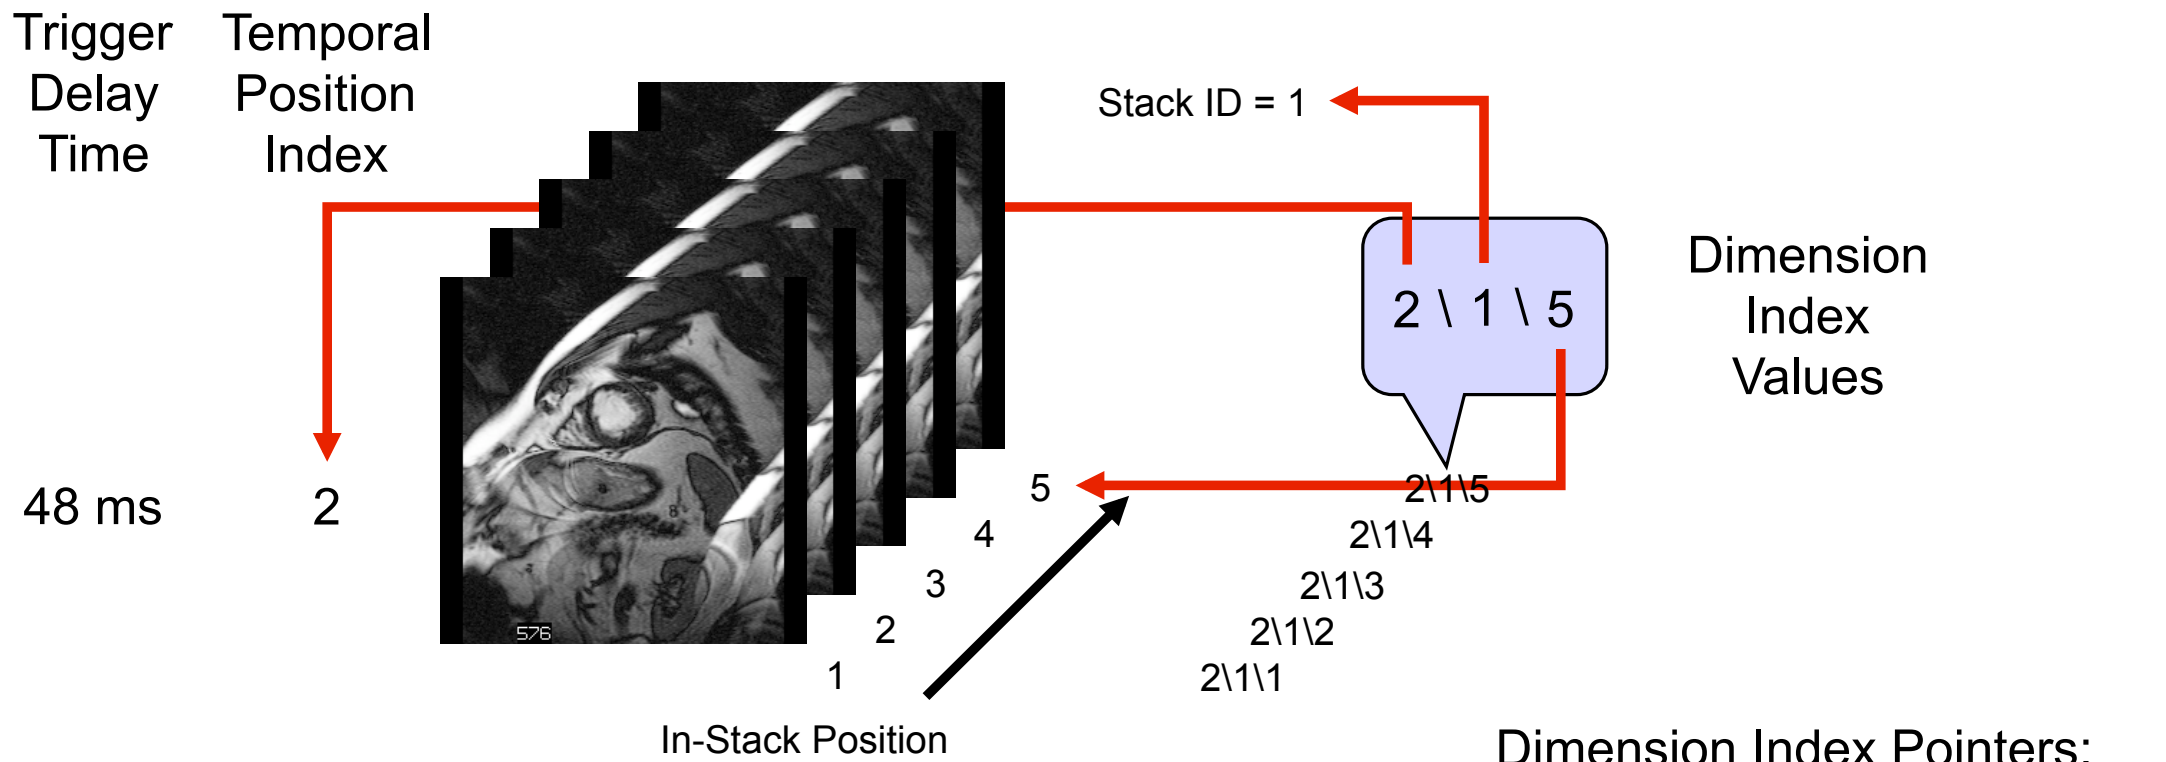 Trigger
Delay
Time
Temporal
Position
Index
Stack ID = 1
2 \ 1 \ 5
Dimension
Index
Values
48 ms
2
5
4
3
2
1
2\1\5
2\1\4
2\1\3
2\1\2
2\1\1
576
In-Stack Position
Dimension Index Pointers: